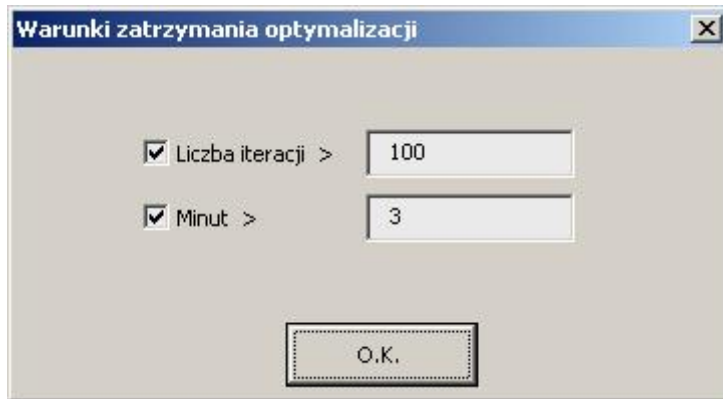 Warunki zatrzymania optymalizacji
Liczba iteracji > 100
Minut > 3
O.K.